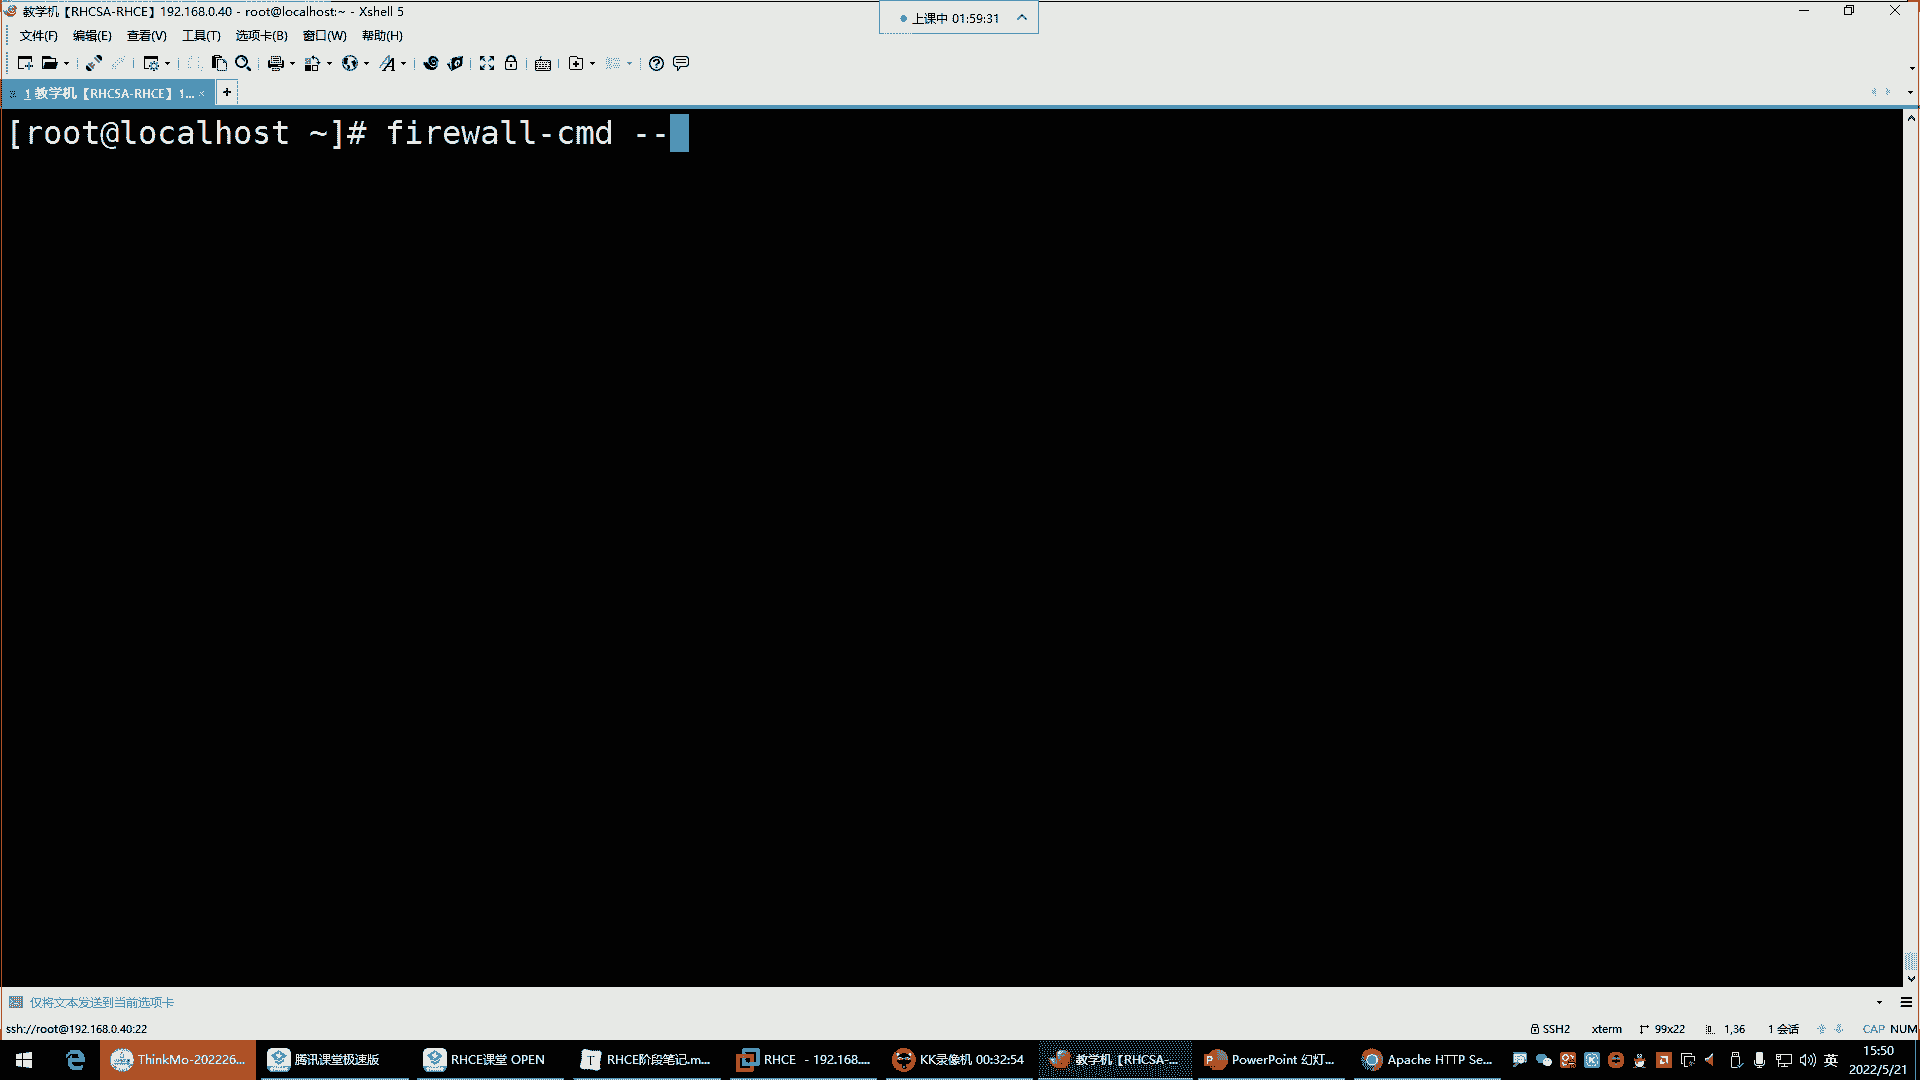 教学机【RHCSA-RHCE】192.168.0.40 - root@localhost:~ - Xshell 5
上课中 01:59:31
文件(F) 编辑(E) 查看(V) 工具(T) 选项卡(B) 窗口(W) 帮助(H)
1 教学机【RHCSA-RHCE】1...
[root@localhost ~]# firewall-cmd --
仅将文本发送到当前选项卡
ssh://root@192.168.0.40:22
SSH2 xterm 99x22 1,36 1 会话 CAP NUM
ThinkMo-202226... 腾讯课堂极速版 RHCE课堂 OPEN RHCE阶段笔记.m... RHCE - 192.168.... KK录像机 00:32:54 教学机【RHCSA-... PowerPoint 幻灯... Apache HTTP Se... 英 15:50
2022/5/21